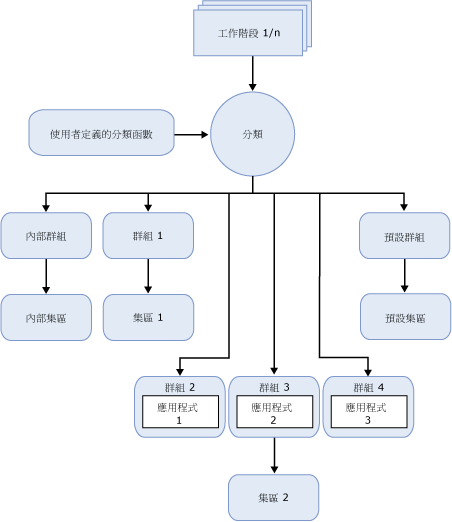 工作階段 1/n
使用者定義的分類函數
分類
內部群組
群組 1
預設群組
內部集區
集區 1
預設集區
群組 2
群組 3
群組 4
應用程式
1
應用程式
2
應用程式
3
集區 2